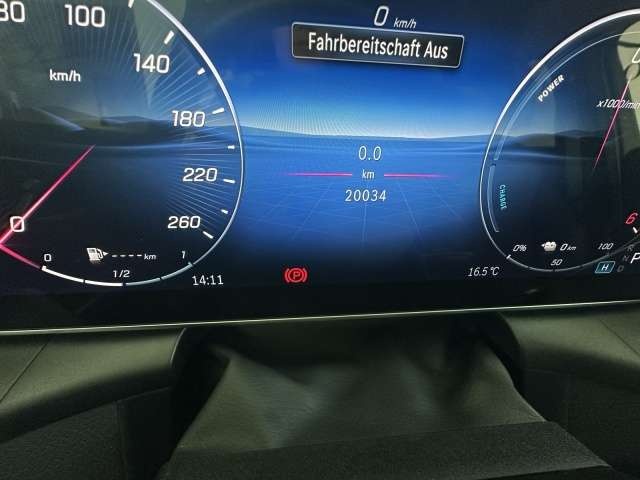 0 km/h
Fahrbereitschaft Aus
80
100
140
km/h
180
220
260
0
0
1/2
1
----- km
14:11
0.0
km
20034
P
POWER
x1000/min
CHARGE
0%
0 km
50
100
16.5 °C
6
H
R
N
D
P